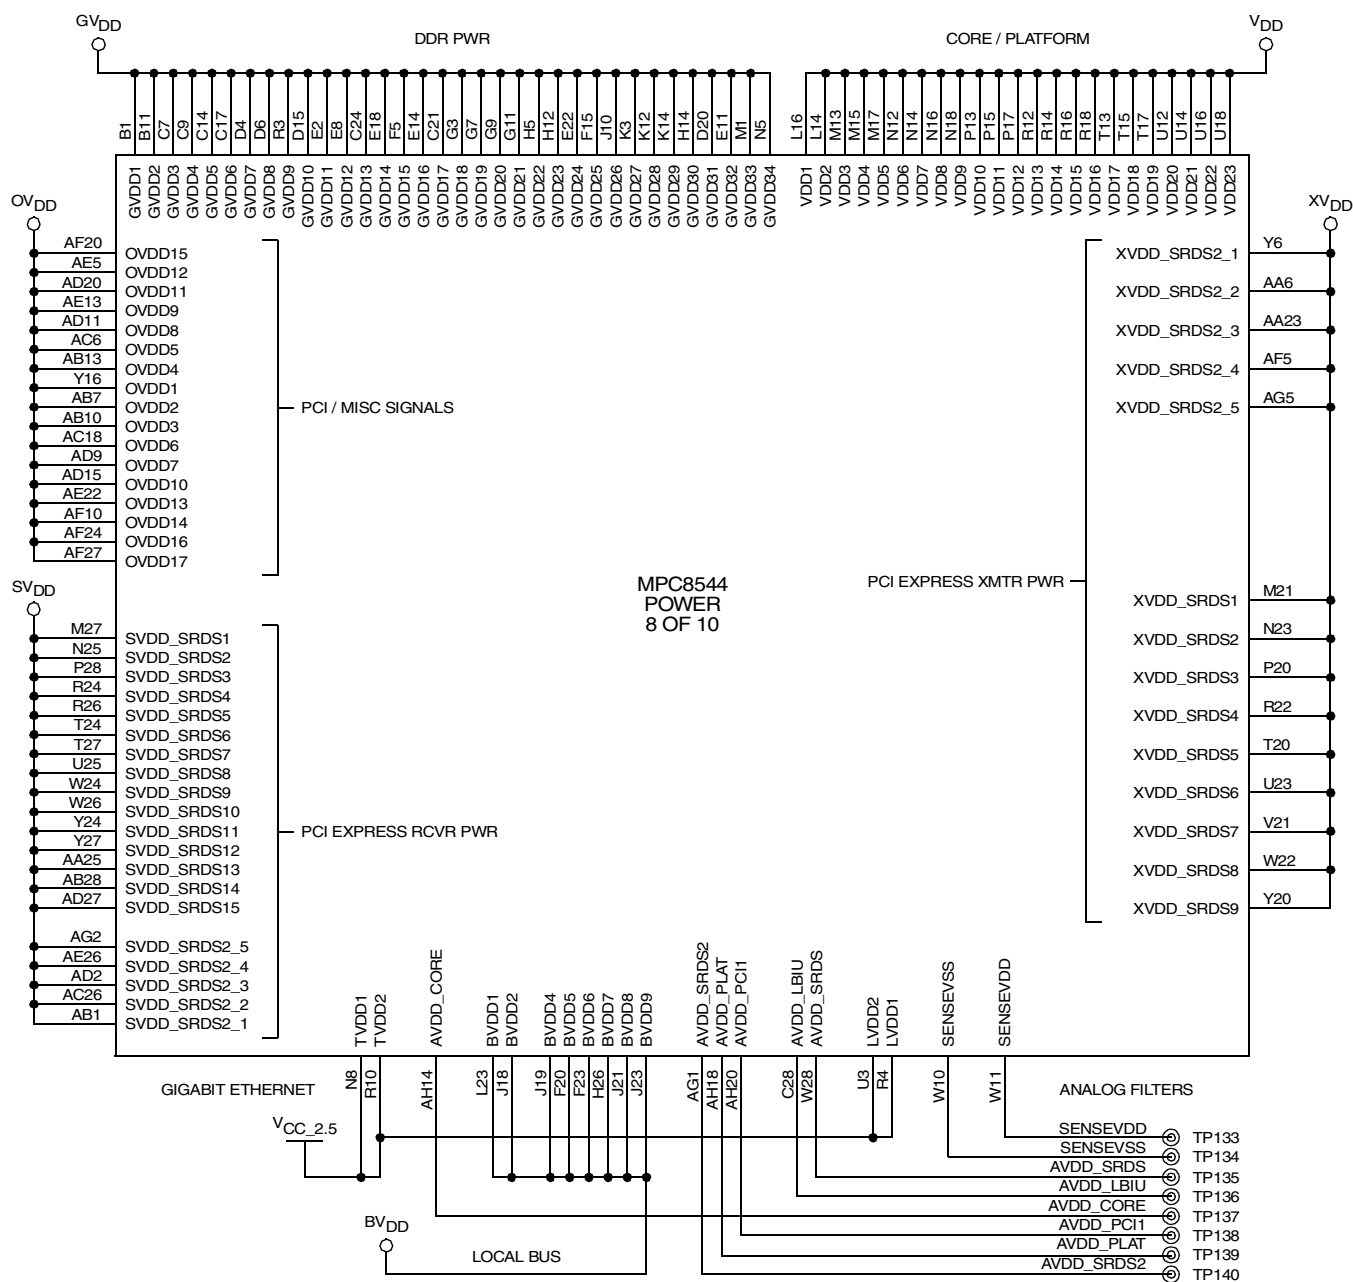 GVDD
DDR PWR
CORE / PLATFORM
VDD
B1 B11 C7 C9 C14 C17 D4 D6 R3 D15 E2 E8 C24 E18 F5 E14 C21 G3 G7 G9 G11 H5 H12 E22 F15 J10 K3 K12 K14 H14 D20 E11 M1 N5
L16 L14 M13 M15 M17 N12 N14 N16 N18 P13 P15 P17 R12 R14 R16 R18 T13 T15 T17 U12 U14 U16 U18
GVDD1 GVDD2 GVDD3 GVDD4 GVDD5 GVDD6 GVDD7 GVDD8 GVDD9 GVDD10 GVDD11 GVDD12 GVDD13 GVDD14 GVDD15 GVDD16 GVDD17 GVDD18 GVDD19 GVDD20 GVDD21 GVDD22 GVDD23 GVDD24 GVDD25 GVDD26 GVDD27 GVDD28 GVDD29 GVDD30 GVDD31 GVDD32 GVDD33 GVDD34
VDD1 VDD2 VDD3 VDD4 VDD5 VDD6 VDD7 VDD8 VDD9 VDD10 VDD11 VDD12 VDD13 VDD14 VDD15 VDD16 VDD17 VDD18 VDD19 VDD20 VDD21 VDD22 VDD23
OVDD
AF20 OVDD15
AE5 OVDD12
AD20 OVDD11
AE13 OVDD9
AD11 OVDD8
AC6 OVDD5
AB13 OVDD4
Y16 OVDD1
AB7 OVDD2
AB10 OVDD3
AC18 OVDD6
AD9 OVDD7
AD15 OVDD10
AE22 OVDD13
AF10 OVDD14
AF24 OVDD16
AF27 OVDD17
PCI / MISC SIGNALS
XVDD
XVDD_SRDS2_1 Y6
XVDD_SRDS2_2 AA6
XVDD_SRDS2_3 AA23
XVDD_SRDS2_4 AF5
XVDD_SRDS2_5 AG5
MPC8544
POWER
8 OF 10
PCI EXPRESS XMTR PWR
XVDD_SRDS1 M21
XVDD_SRDS2 N23
XVDD_SRDS3 P20
XVDD_SRDS4 R22
XVDD_SRDS5 T20
XVDD_SRDS6 U23
XVDD_SRDS7 V21
XVDD_SRDS8 W22
XVDD_SRDS9 Y20
SVDD
M27 SVDD_SRDS1
N25 SVDD_SRDS2
P28 SVDD_SRDS3
R24 SVDD_SRDS4
R26 SVDD_SRDS5
T24 SVDD_SRDS6
T27 SVDD_SRDS7
U25 SVDD_SRDS8
W24 SVDD_SRDS9
W26 SVDD_SRDS10
Y24 SVDD_SRDS11
Y27 SVDD_SRDS12
AA25 SVDD_SRDS13
AB28 SVDD_SRDS14
AD27 SVDD_SRDS15
AG2 SVDD_SRDS2_5
AE26 SVDD_SRDS2_4
AD2 SVDD_SRDS2_3
AC26 SVDD_SRDS2_2
AB1 SVDD_SRDS2_1
PCI EXPRESS RCVR PWR
TVDD1 TVDD2 AVDD_CORE BVDD1 BVDD2 BVDD4 BVDD5 BVDD6 BVDD7 BVDD8 BVDD9 AVDD_SRDS2 AVDD_PLAT AVDD_PCI1 AVDD_LBIU AVDD_SRDS LVDD2 LVDD1 SENSEVSS SENSEVDD
N8 R10 AH14 L23 J18 J19 F20 F23 H26 J21 J23 AG1 AH18 AH20 C28 W28 U3 R4 W10 W11
GIGABIT ETHERNET
ANALOG FILTERS
VCC_2.5
SENSEVDD TP133
SENSEVSS TP134
AVDD_SRDS TP135
AVDD_LBIU TP136
AVDD_CORE TP137
AVDD_PCI1 TP138
AVDD_PLAT TP139
AVDD_SRDS2 TP140
BVDD
LOCAL BUS